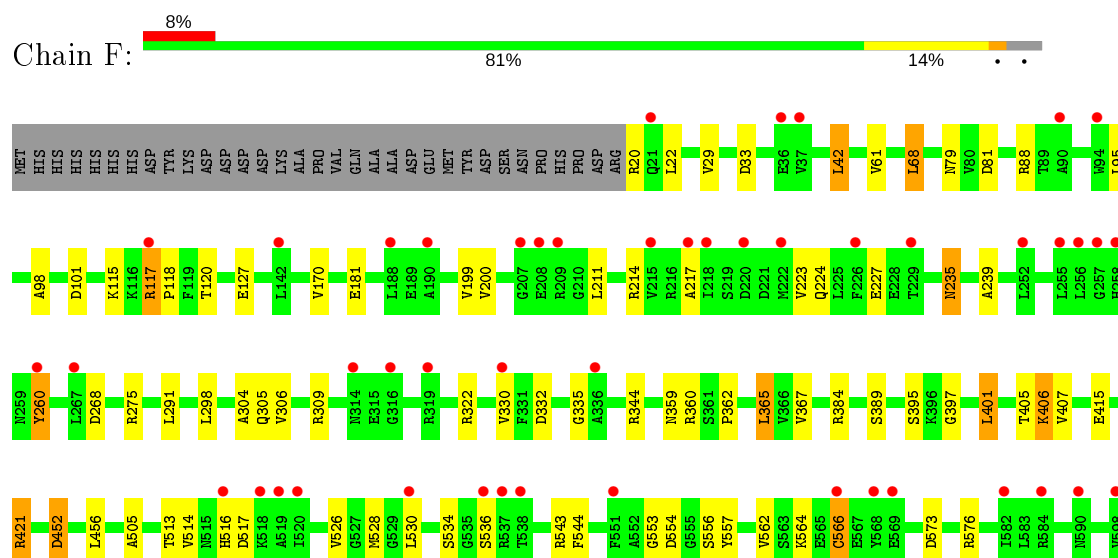 8%
Chain F:
81% 14% • •
MET HIS HIS HIS HIS HIS HIS ASP TYR LYS ASP ASP ASP ASP LYS ALA PRO VAL GLN ALA ALA ASP GLU MET TYR ASP SER ASN PRO HIS PRO ASP ARG R20 Q21 L22 V29 D33 E36 V37 L42 V61 L68 N79 V80 D81 R88 T89 A90 W94 L95
A98 D101 K115 K116 R117 P118 F119 T120 E127 L142 V170 E181 L188 E189 A190 V199 V200 G207 E208 R209 G210 L211 R214 V215 R216 A217 I218 S219 D220 D221 M222 V223 Q224 L225 F226 E227 E228 T229 N235 A239 L252 L255 L256 G257 H258
N259 Y260 L267 D268 R275 L291 L298 A304 Q305 V306 R309 N314 E315 G316 R319 R322 V330 F331 D332 G335 A336 R344 N359 R360 S361 P362 L365 V366 V367 R384 S389 S395 K396 G397 L401 T405 K406 V407 E415
R421 D452 L456 A505 T513 V514 N515 H516 D517 K518 A519 I520 V526 G527 M528 G529 L530 S534 G535 S536 R537 T538 R543 F544 F551 A552 G553 D554 G555 S556 Y557 V562 S563 K564 E565 C566 E567 Y568 E569 D573 R576 I582 L583 R584 N590